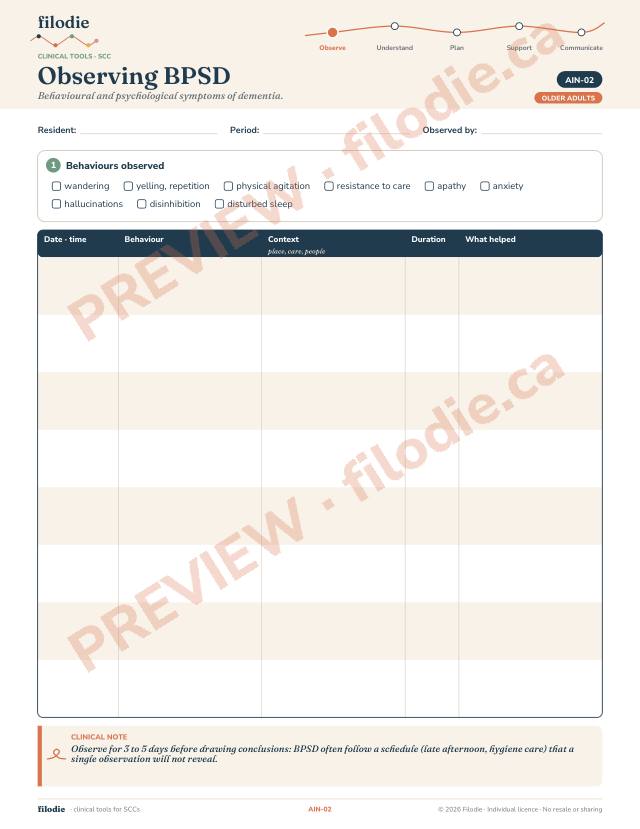 filodie
CLINICAL TOOLS · SCC
Observe Understand Plan Support Communicate
Observing BPSD
Behavioural and psychological symptoms of dementia.
AIN-02
OLDER ADULTS
Resident: Period: Observed by:
1 Behaviours observed
wandering yelling, repetition physical agitation resistance to care apathy anxiety
hallucinations disinhibition disturbed sleep
Date · time Behaviour Context Duration What helped
place, care, people
PREVIEW · filodie.ca
PREVIEW · filodie.ca
CLINICAL NOTE
Observe for 3 to 5 days before drawing conclusions: BPSD often follow a schedule (late afternoon, hygiene care) that a
single observation will not reveal.
filodie · clinical tools for SCCs AIN-02 © 2026 Filodie · Individual licence · No resale or sharing